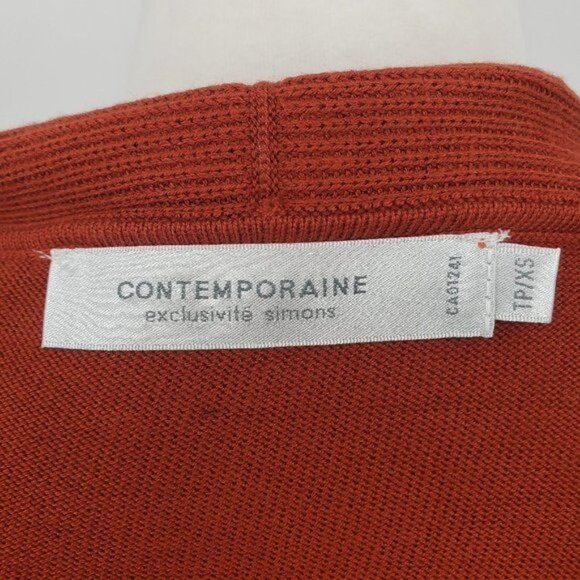 CONTEMPORAINE
exclusivité simons
CA01241
TP/XS